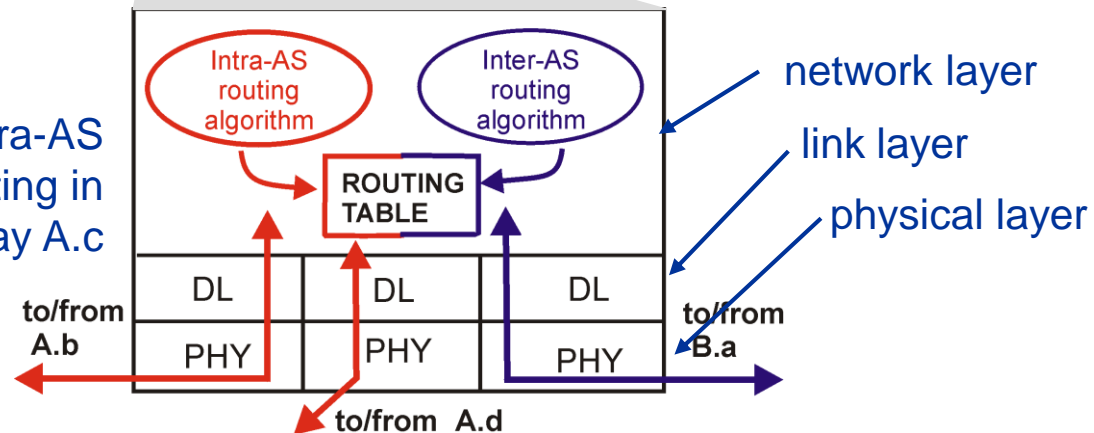 Intra-AS
routing
algorithm
Inter-AS
routing
algorithm
network layer
link layer
physical layer
ra-AS
ting in
ay A.c
ROUTING
TABLE
DL
DL
DL
to/from
A.b
PHY
PHY
PHY
to/from
B.a
to/from A.d